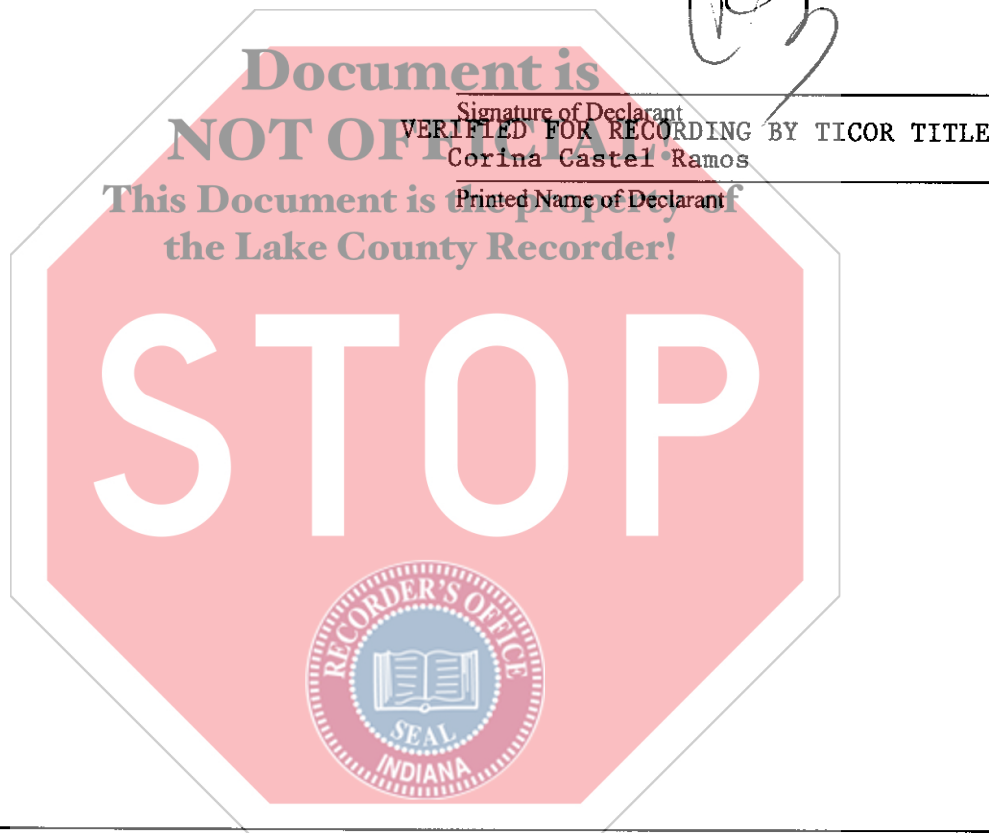 Document is
Signature of Declarant
NOT OFFICIAL!
VERIFIED FOR RECORDING BY TICOR TITLE
Corina Castel Ramos
This Document is the property of
Printed Name of Declarant
the Lake County Recorder!
STOP
RECORDER'S OFFICE
SEAL
INDIANA